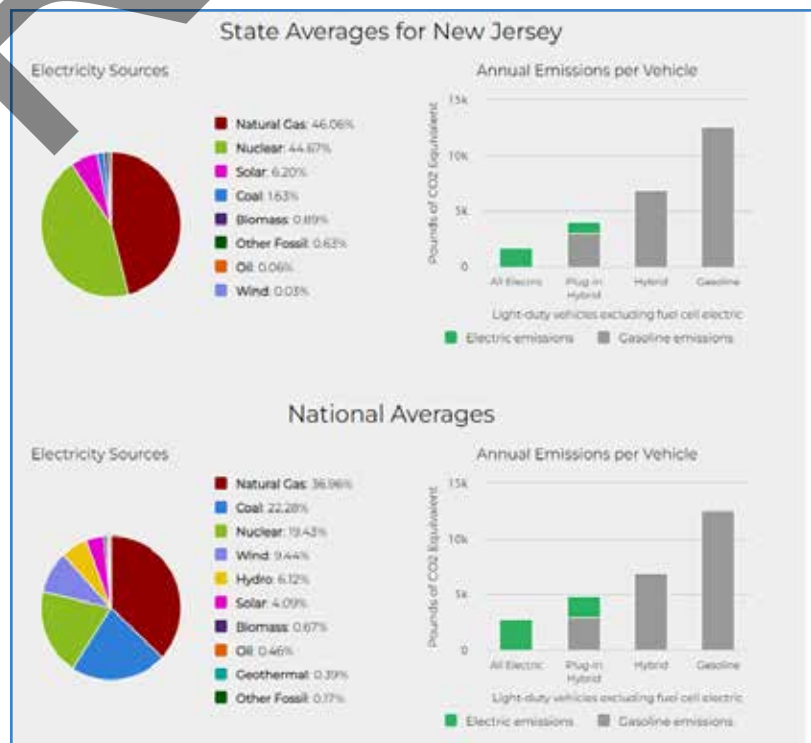 State Averages for New Jersey
Electricity Sources
Natural Gas: 46.06%
Nuclear: 44.67%
Solar: 6.20%
Coal: 1.63%
Biomass: 0.89%
Other Fossil: 0.63%
Oil: 0.06%
Wind: 0.03%
Annual Emissions per Vehicle
Pounds of CO2 Equivalent
15k
10k
5k
0
All Electric
Plug-in
Hybrid
Hybrid
Gasoline
Light-duty vehicles excluding fuel cell electric
Electric emissions
Gasoline emissions
National Averages
Electricity Sources
Natural Gas: 36.96%
Coal: 22.28%
Nuclear: 19.43%
Wind: 9.44%
Hydro: 6.12%
Solar: 4.09%
Biomass: 0.67%
Oil: 0.46%
Geothermal: 0.39%
Other Fossil: 0.17%
Annual Emissions per Vehicle
Pounds of CO2 Equivalent
15k
10k
5k
0
All Electric
Plug-in
Hybrid
Hybrid
Gasoline
Light-duty vehicles excluding fuel cell electric
Electric emissions
Gasoline emissions